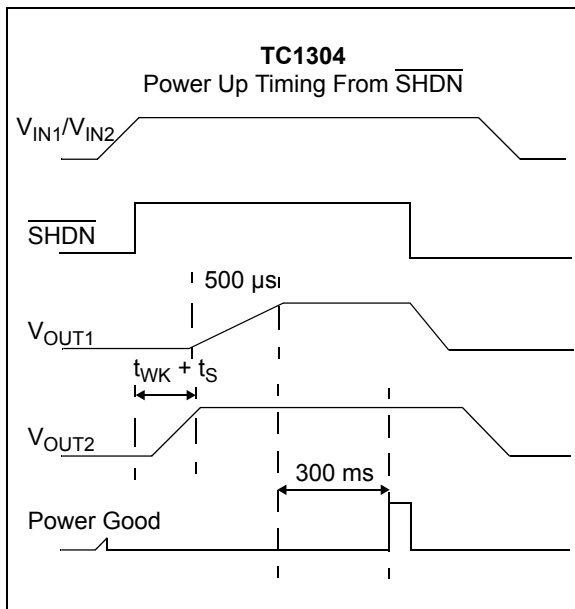 TC1304
Power Up Timing From SHDN
VIN1/VIN2
SHDN
500 µs
VOUT1
tWK + tS
VOUT2
300 ms
Power Good